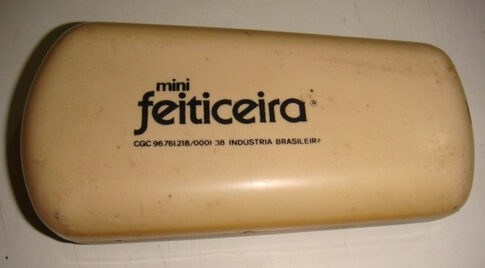 mini
feiticeira®
CGC 96.761.218/0001-38 INDUSTRIA BRASILEIRA